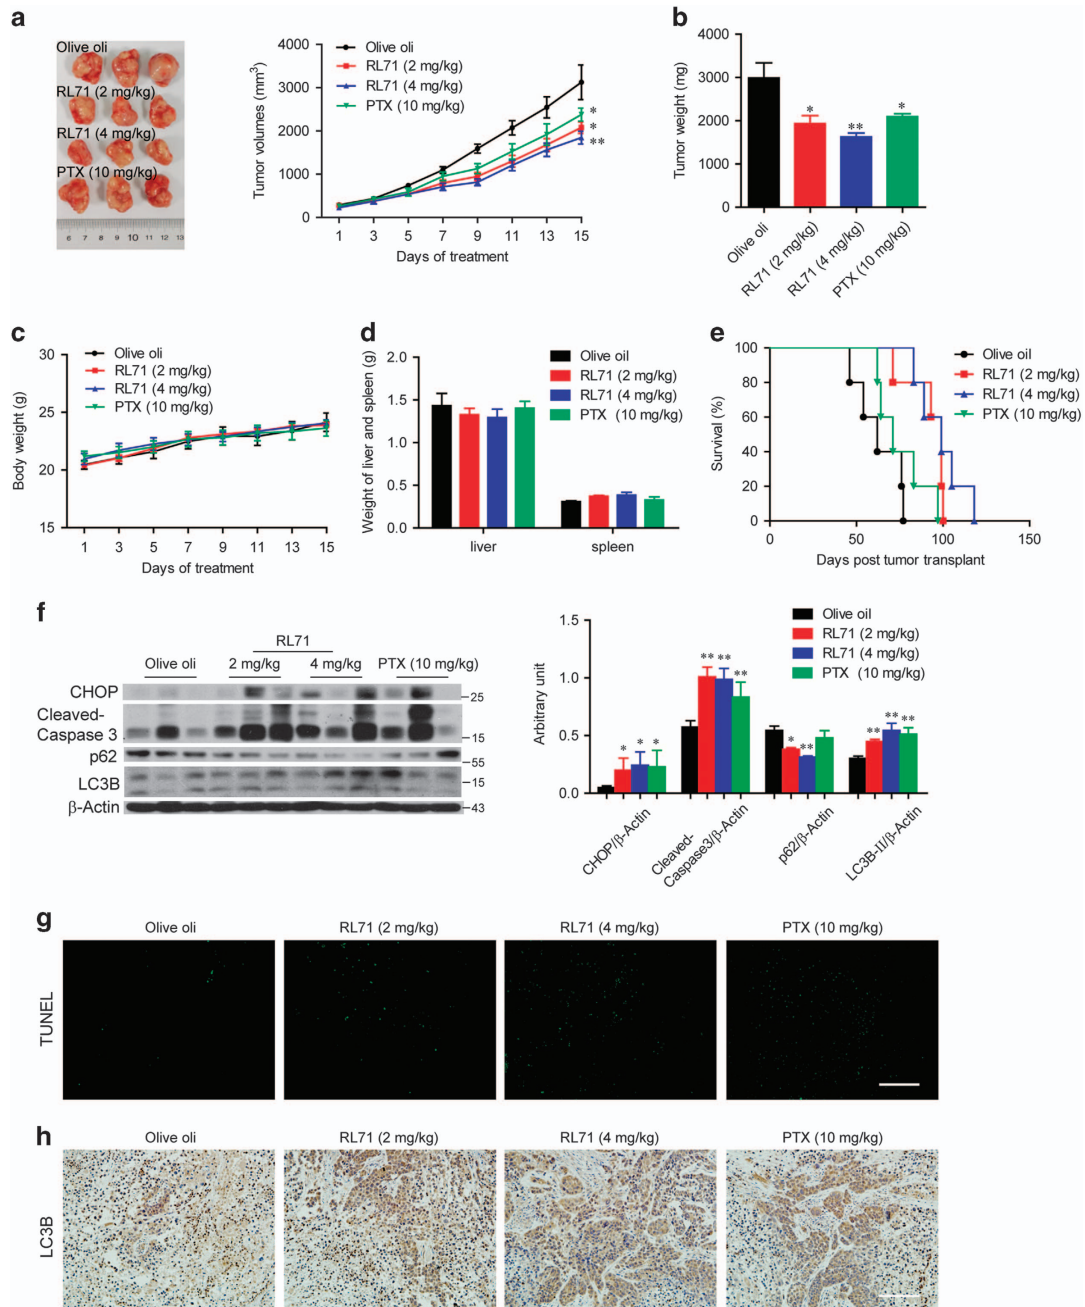 a
Olive oli
RL71 (2 mg/kg)
RL71 (4 mg/kg)
PTX (10 mg/kg)
6 7 8 9 10 11 12 13
Tumor volumes (mm³)
4000
3000
2000
1000
0
Olive oli
RL71 (2 mg/kg)
RL71 (4 mg/kg)
PTX (10 mg/kg)
*
*
**
1 3 5 7 9 11 13 15
Days of treatment
b
Tumor weight (mg)
4000
3000
2000
1000
0
*
**
*
Olive oli
RL71 (2 mg/kg)
RL71 (4 mg/kg)
PTX (10 mg/kg)
c
Body weight (g)
30
25
20
15
Olive oli
RL71 (2 mg/kg)
RL71 (4 mg/kg)
PTX (10 mg/kg)
1 3 5 7 9 11 13 15
Days of treatment
d
Weight of liver and spleen (g)
2.0
1.5
1.0
0.5
0.0
Olive oil
RL71 (2 mg/kg)
RL71 (4 mg/kg)
PTX (10 mg/kg)
liver spleen
e
Survival (%)
100
80
60
40
20
0
Olive oil
RL71 (2 mg/kg)
RL71 (4 mg/kg)
PTX (10 mg/kg)
0 50 100 150
Days post tumor transplant
f
RL71
Olive oli 2 mg/kg 4 mg/kg PTX (10 mg/kg)
CHOP
25
Cleaved-
Caspase 3
15
p62
55
LC3B
15
β-Actin
43
Arbitrary unit
1.5
1.0
0.5
0.0
Olive oil
RL71 (2 mg/kg)
RL71 (4 mg/kg)
PTX (10 mg/kg)
* * *
** ** **
* **
** ** **
CHOP/β-Actin
Cleaved-
Caspase3/β-Actin
p62/β-Actin
LC3B-II/β-Actin
g
Olive oli RL71 (2 mg/kg) RL71 (4 mg/kg) PTX (10 mg/kg)
TUNEL
h
Olive oli RL71 (2 mg/kg) RL71 (4 mg/kg) PTX (10 mg/kg)
LC3B